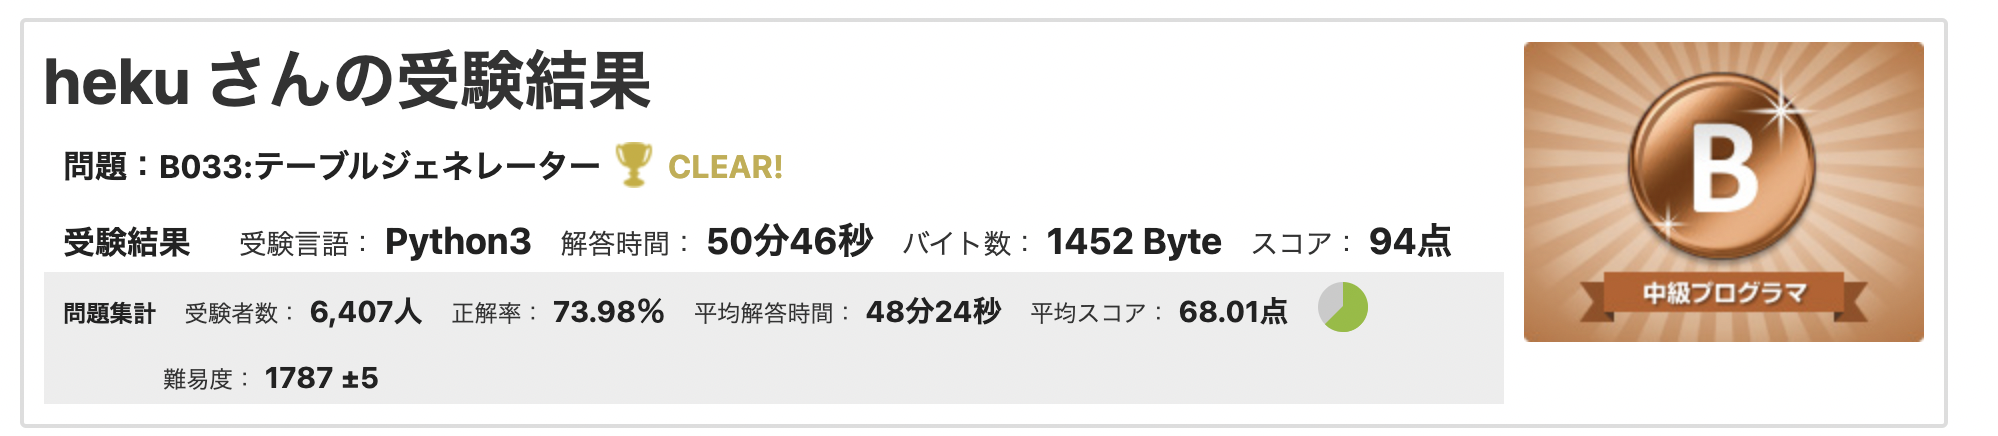 heku さんの受験結果
問題：B033:テーブルジェネレーター CLEAR!
受験結果 受験言語： Python3 解答時間： 50分46秒 バイト数： 1452 Byte スコア： 94点
問題集計 受験者数： 6,407人 正解率： 73.98% 平均解答時間： 48分24秒 平均スコア： 68.01点
難易度： 1787 ±5
B
中級プログラマ